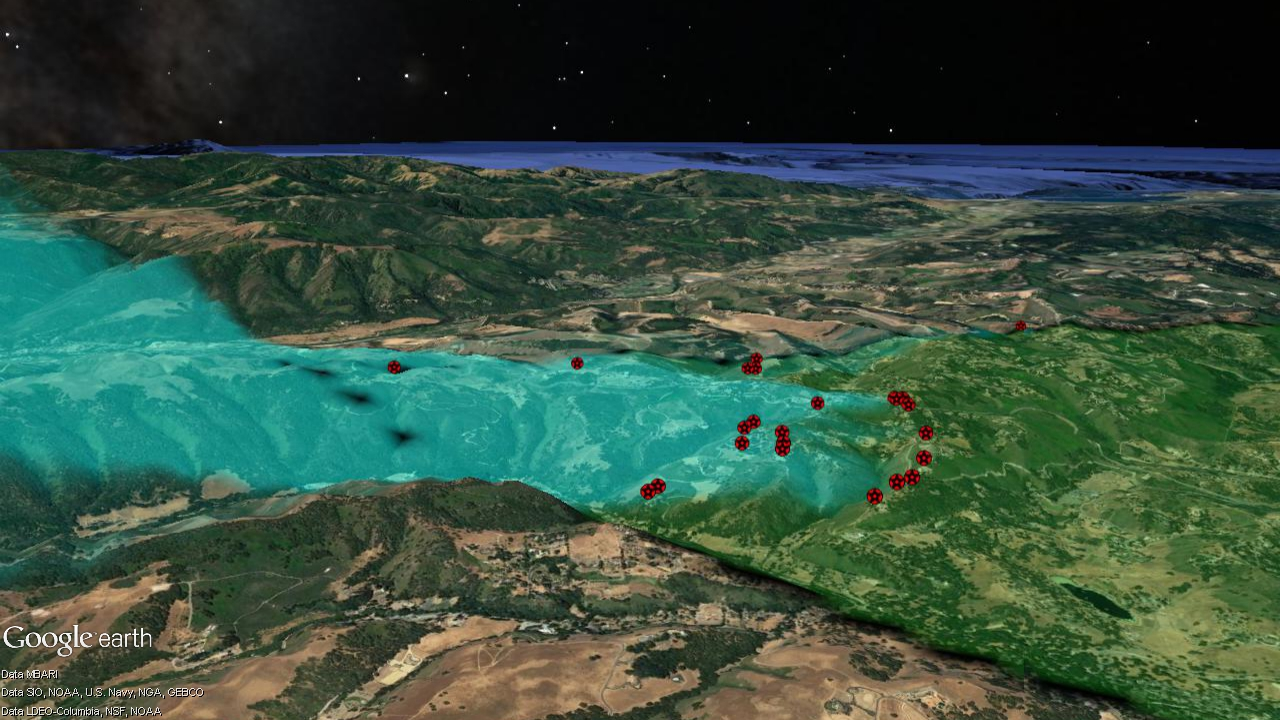 Google earth
Data MBARI
Data SIO, NOAA, U.S. Navy, NGA, GEBCO
Data LDEO-Columbia, NSF, NOAA